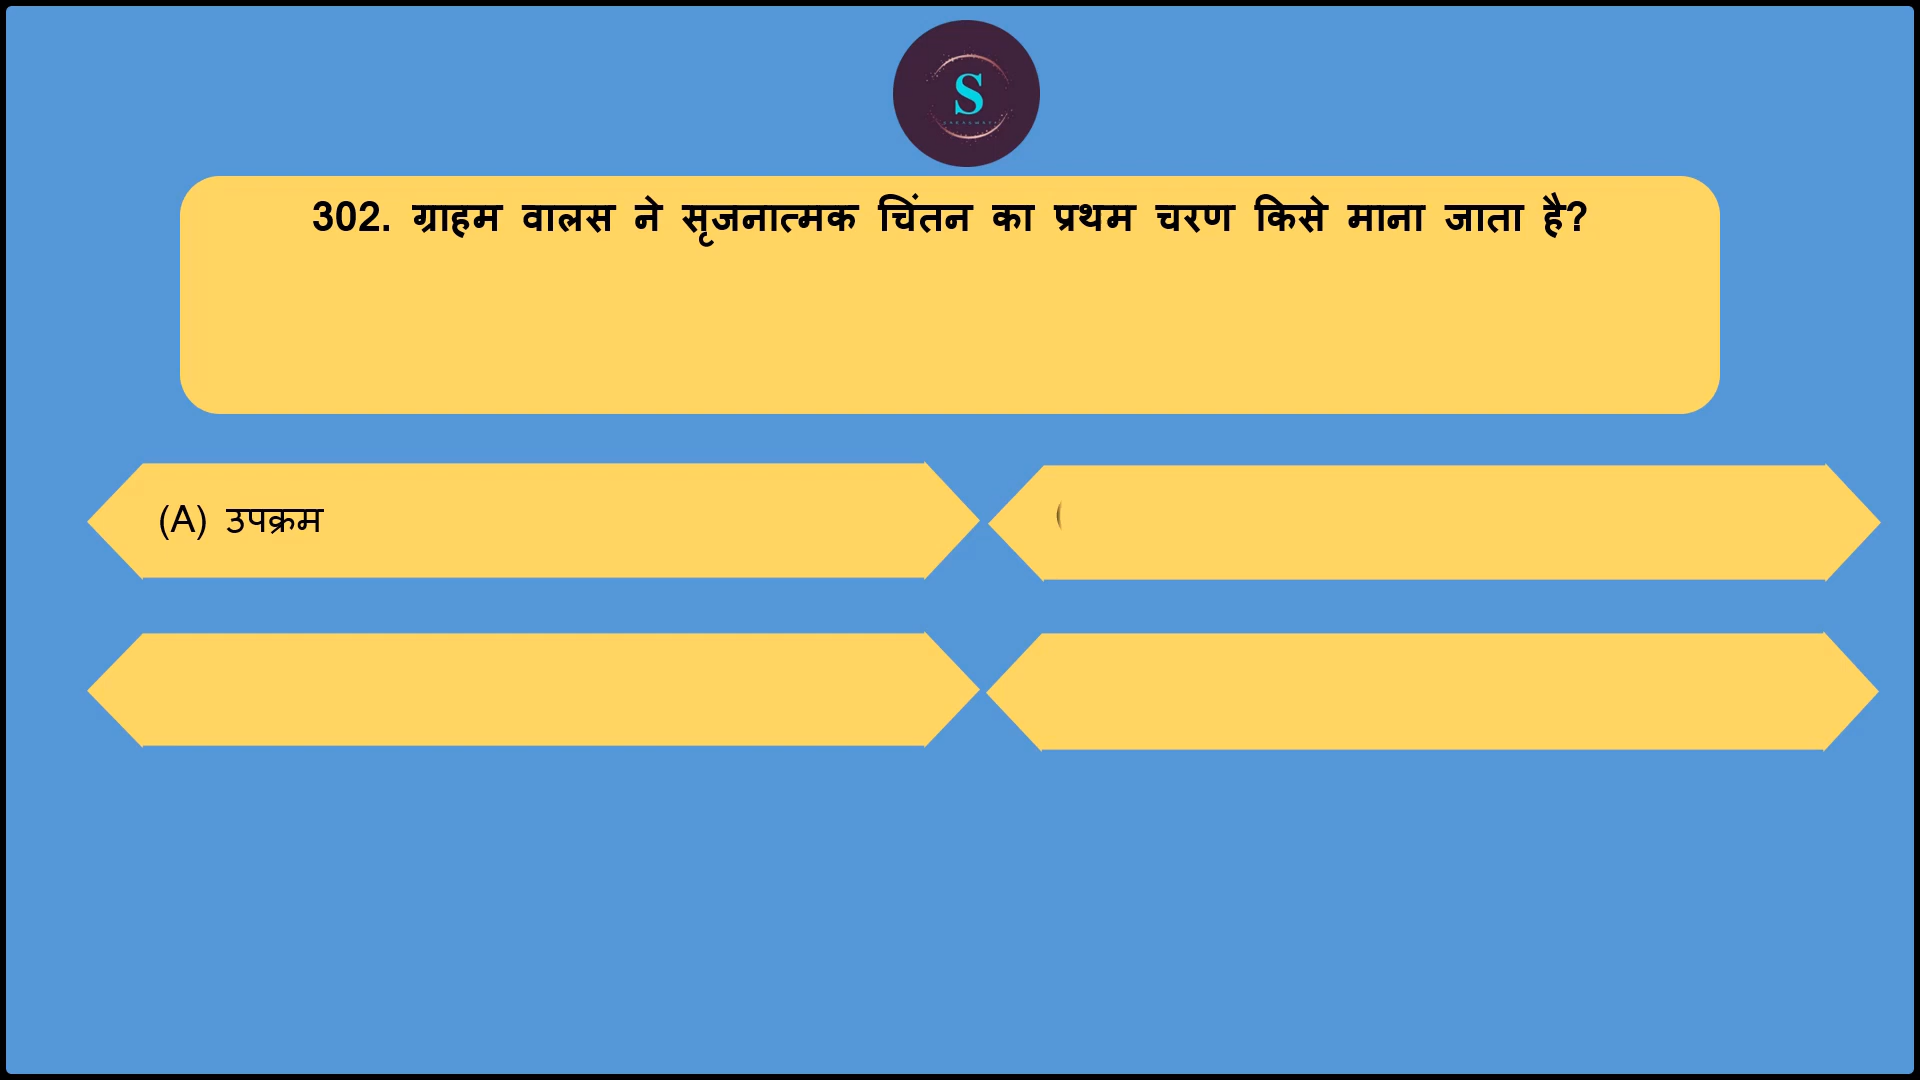 S
302. ग्राहम वालस ने सृजनात्मक चिंतन का प्रथम चरण किसे माना जाता है?
(A) उपक्रम
(